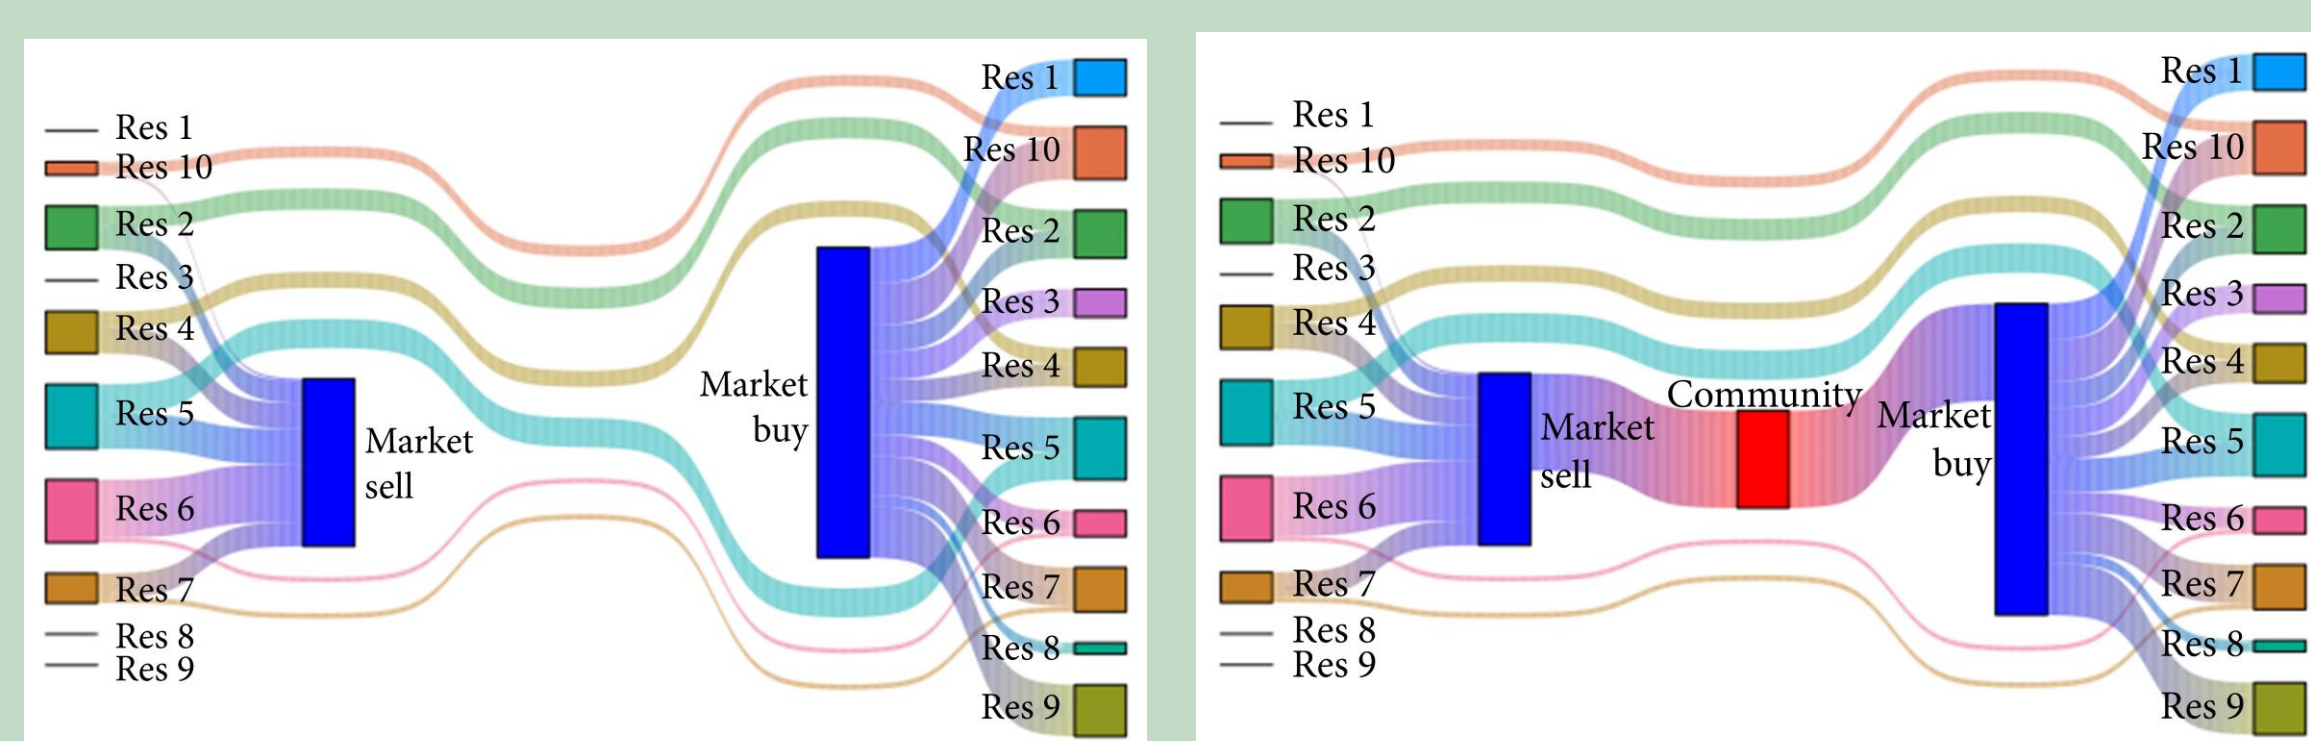 Res 1
Res 10
Res 2
Res 3
Res 4
Res 5
Res 6
Res 7
Res 8
Res 9
Market
sell
Market
buy
Res 1
Res 10
Res 2
Res 3
Res 4
Res 5
Res 6
Res 7
Res 8
Res 9
Res 1
Res 10
Res 2
Res 3
Res 4
Res 5
Res 6
Res 7
Res 8
Res 9
Market
sell
Community
Market
buy
Res 1
Res 10
Res 2
Res 3
Res 4
Res 5
Res 6
Res 7
Res 8
Res 9